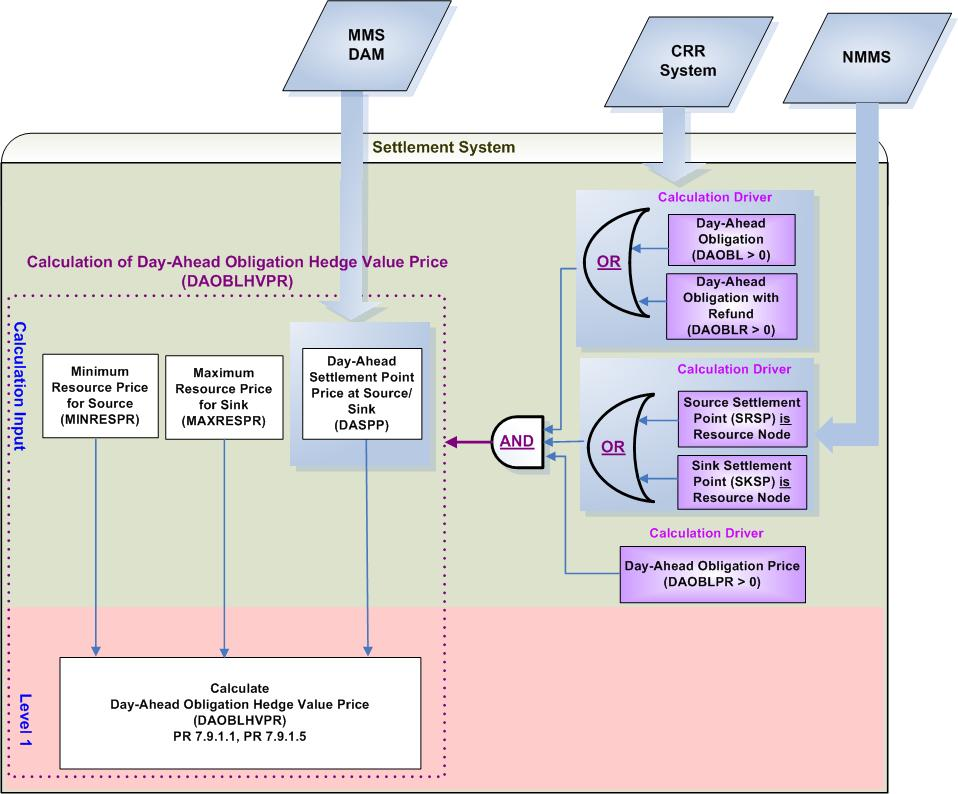 MMS
DAM
CRR
System
NMMS
Settlement System
Calculation Driver
Day-Ahead
Obligation
(DAOBL > 0)
OR
Day-Ahead
Obligation with
Refund
(DAOBLR > 0)
Calculation of Day-Ahead Obligation Hedge Value Price
(DAOBLHVPR)
Calculation Input
Minimum
Resource Price
for Source
(MINRESPR)
Maximum
Resource Price
for Sink
(MAXRESPR)
Day-Ahead
Settlement Point
Price at Source/
Sink
(DASPP)
AND
Calculation Driver
Source Settlement
Point (SRSP) is
Resource Node
OR
Sink Settlement
Point (SKSP) is
Resource Node
Calculation Driver
Day-Ahead Obligation Price
(DAOBLPR > 0)
Level 1
Calculate
Day-Ahead Obligation Hedge Value Price
(DAOBLHVPR)
PR 7.9.1.1, PR 7.9.1.5